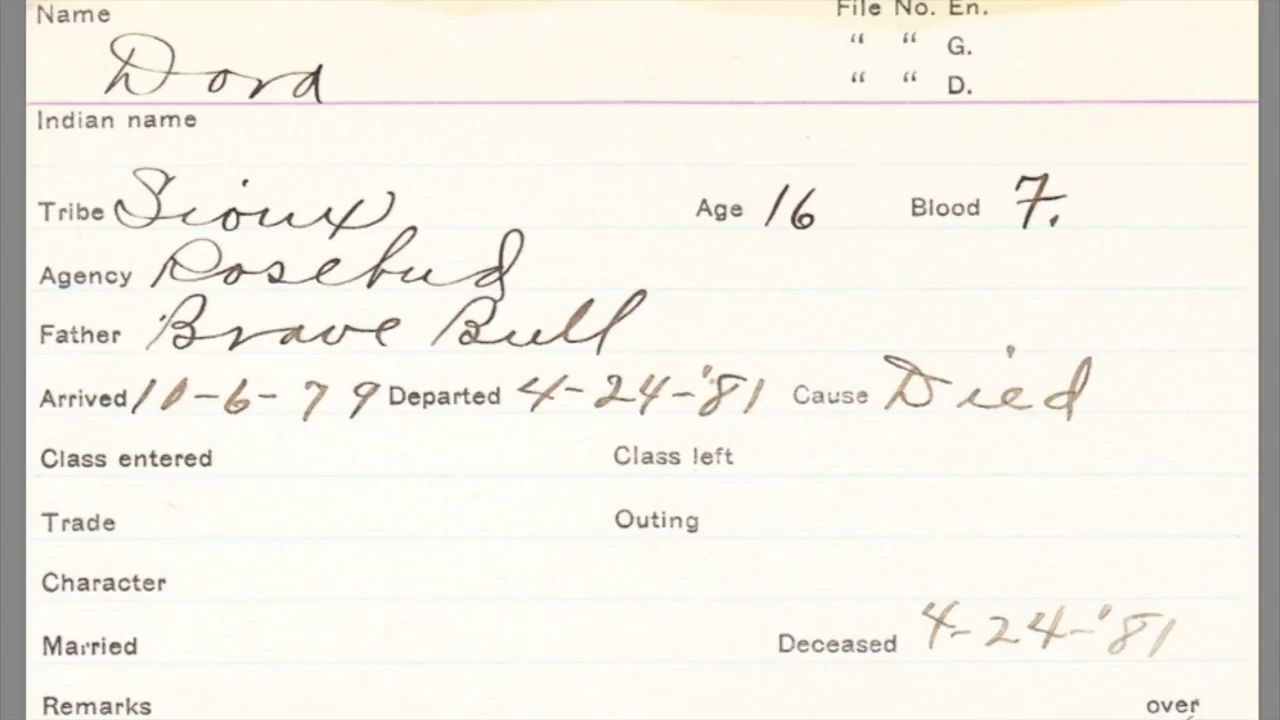 Name File No. En.
Dora “ “ G.
“ “ D.
Indian name
Tribe Sioux Age 16 Blood 7.
Agency Rosebud
Father Brave Bull
Arrived 10-6-79 Departed 4-24-'81 Cause Died
Class entered Class left
Trade Outing
Character
Married Deceased 4-24-'81
Remarks over